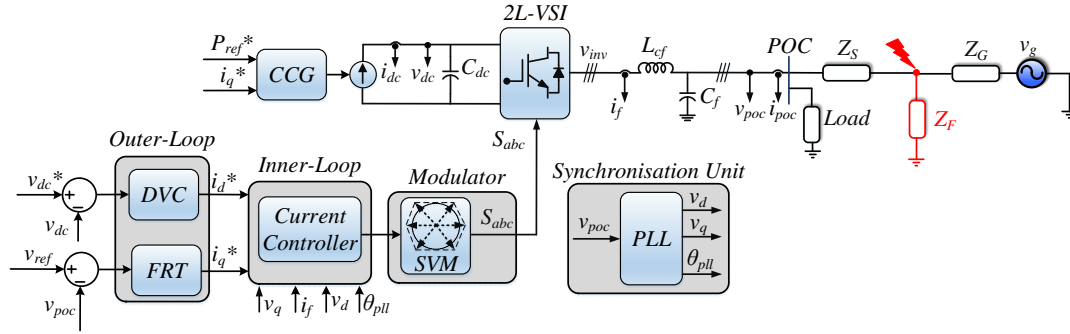 2L-VSI
P_ref*
i_q*
CCG
i_dc
v_dc
C_dc
v_inv
L_cf
i_f
C_f
POC
v_poc
i_poc
Load
Z_S
Z_F
Z_G
v_g
S_abc
Outer-Loop
v_dc*
+
−
v_dc
DVC
i_d*
v_ref
+
−
v_poc
FRT
i_q*
Inner-Loop
Current
Controller
v_q
i_f
v_d
θ_pll
Modulator
SVM
S_abc
Synchronisation Unit
v_poc
PLL
v_d
v_q
θ_pll